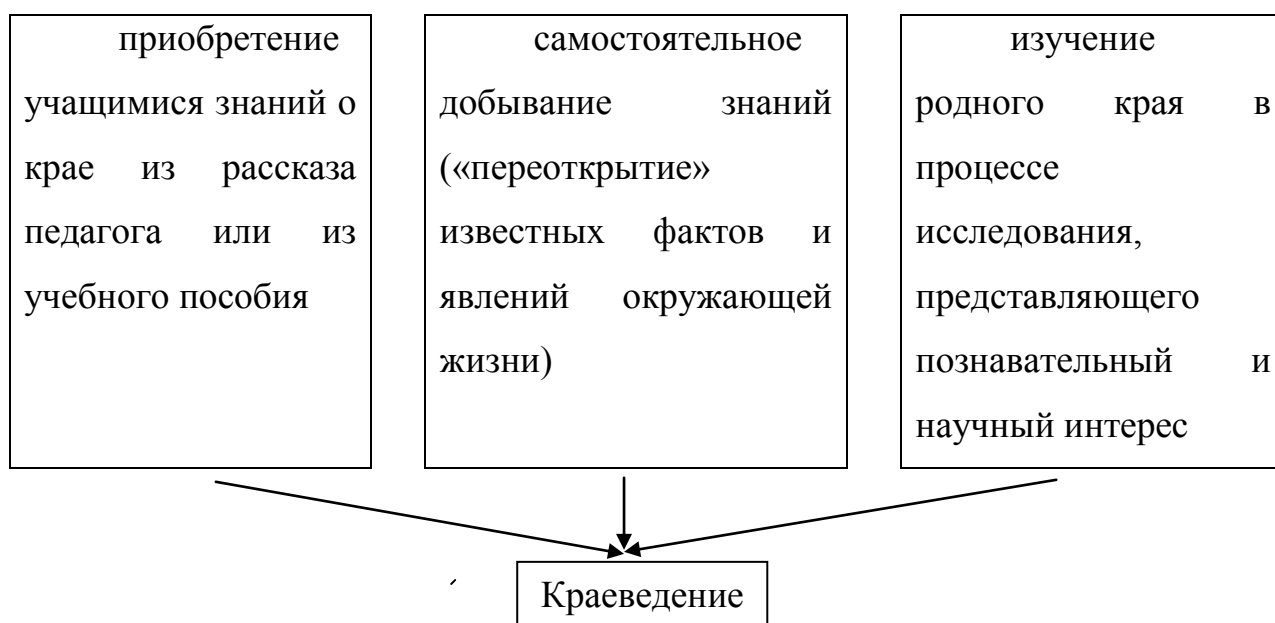 приобретение
учащимися знаний о
крае из рассказа
педагога или из
учебного пособия
самостоятельное
добывание знаний
(«переоткрытие»
известных фактов и
явлений окружающей
жизни)
изучение
родного края в
процессе
исследования,
представляющего
познавательный и
научный интерес
Краеведение